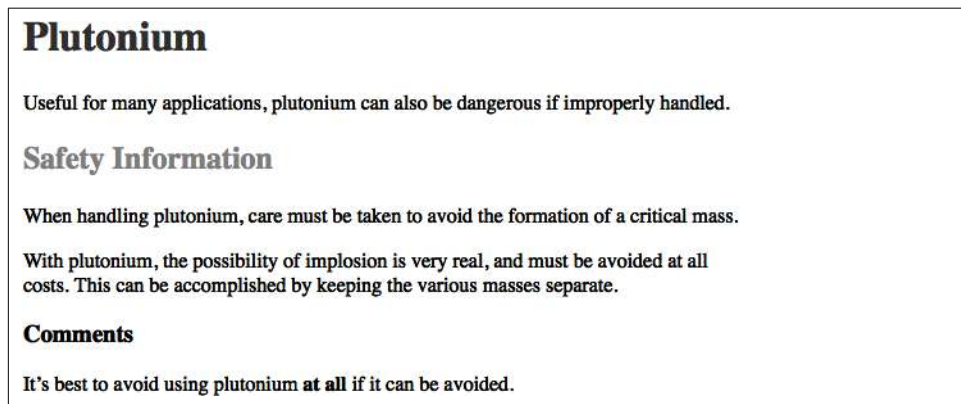 Plutonium
Useful for many applications, plutonium can also be dangerous if improperly handled.
Safety Information
When handling plutonium, care must be taken to avoid the formation of a critical mass.
With plutonium, the possibility of implosion is very real, and must be avoided at all
costs. This can be accomplished by keeping the various masses separate.
Comments
It’s best to avoid using plutonium at all if it can be avoided.